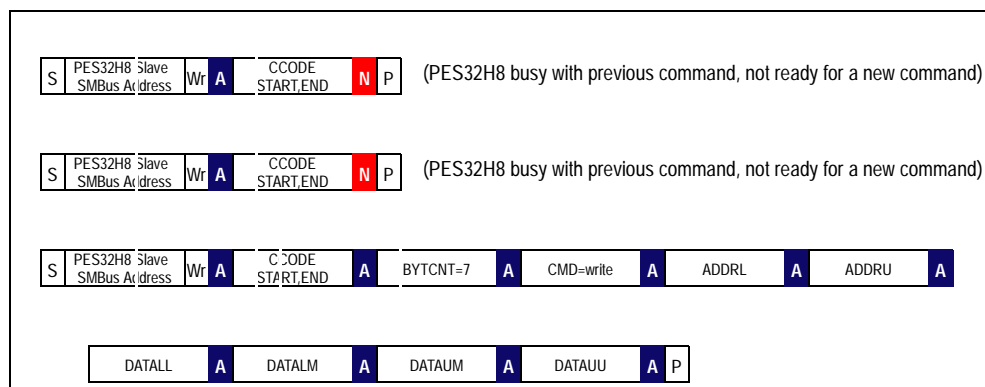 S PES32H8 Slave SMBus Address Wr A CCODE START,END N P (PES32H8 busy with previous command, not ready for a new command)
S PES32H8 Slave SMBus Address Wr A CCODE START,END N P (PES32H8 busy with previous command, not ready for a new command)
S PES32H8 Slave SMBus Address Wr A CCODE START,END A BYTCNT=7 A CMD=write A ADDRL A ADDRU A
DATALL A DATALM A DATAUM A DATAUU A P